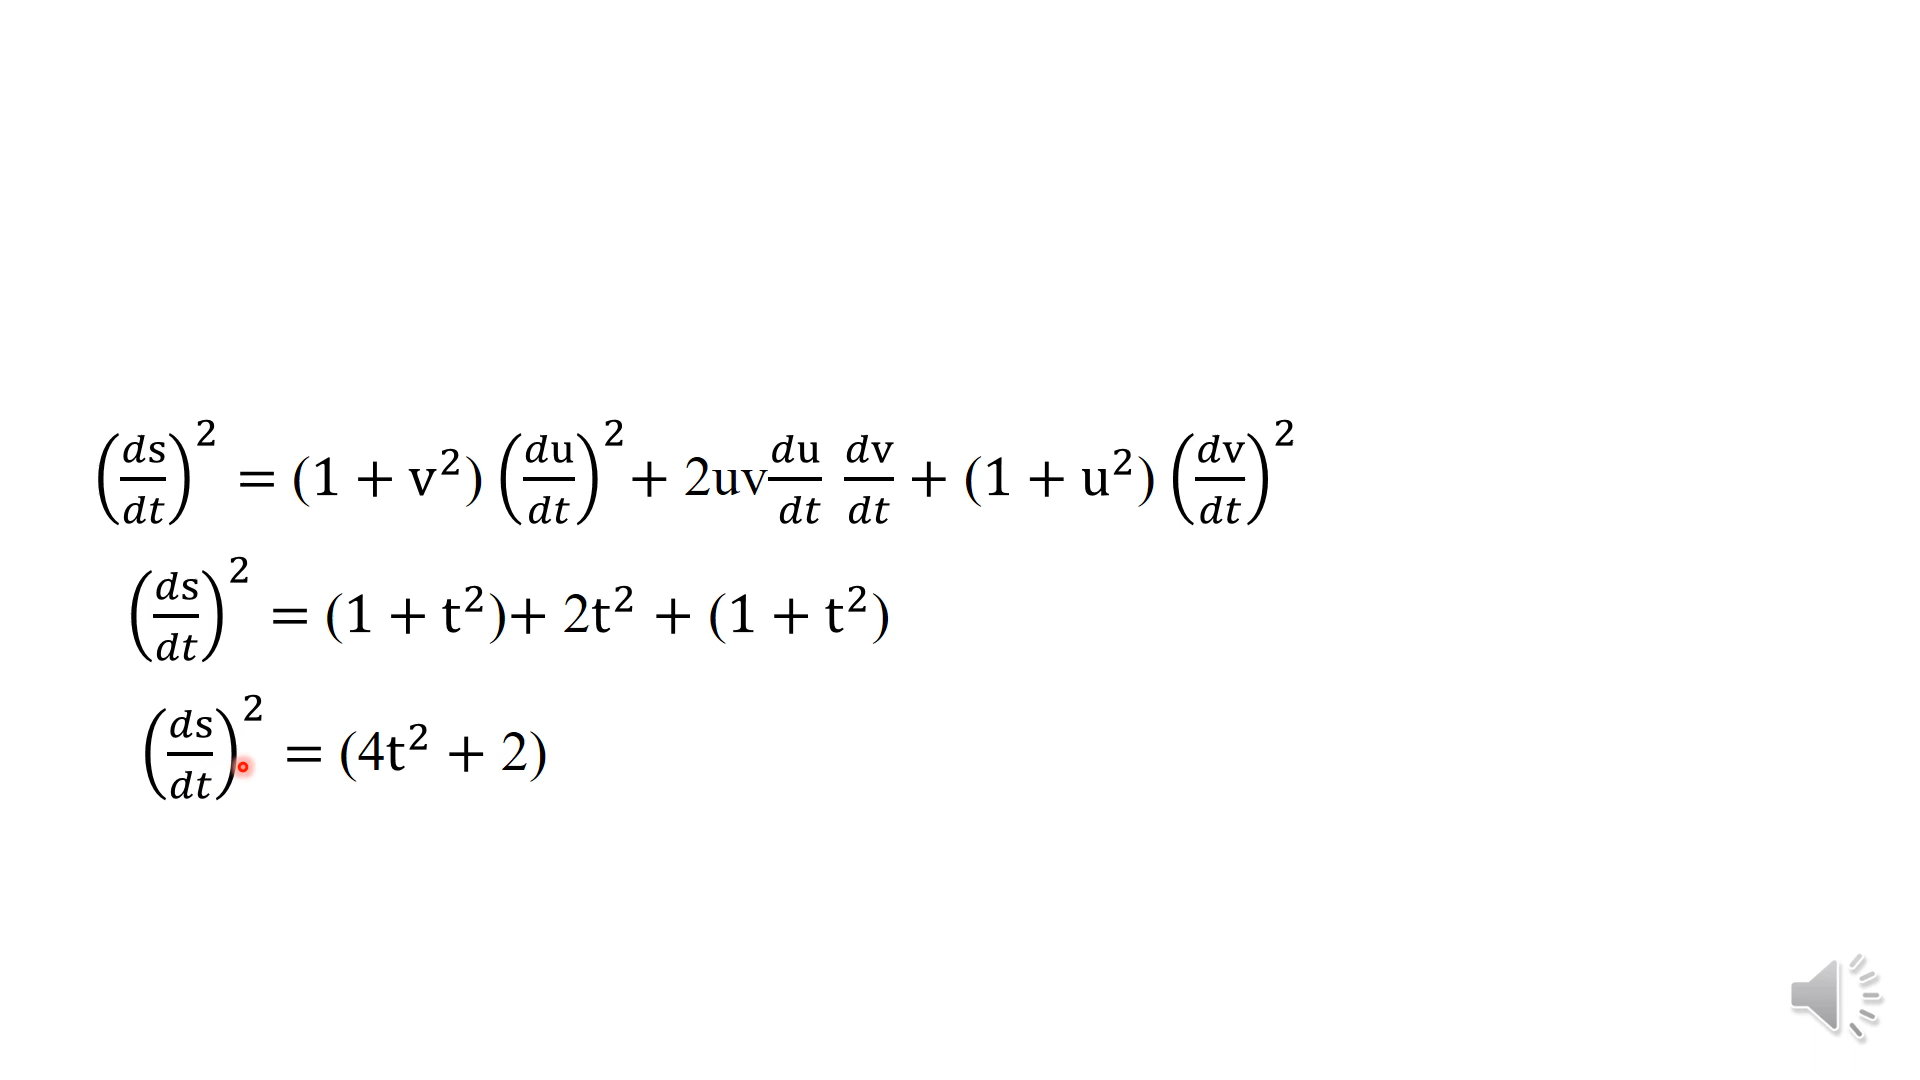 (ds/dt)² = (1 + v²)(du/dt)² + 2uv du/dt dv/dt + (1 + u²)(dv/dt)²
(ds/dt)² = (1 + t²)+ 2t² + (1 + t²)
(ds/dt)² = (4t² + 2)